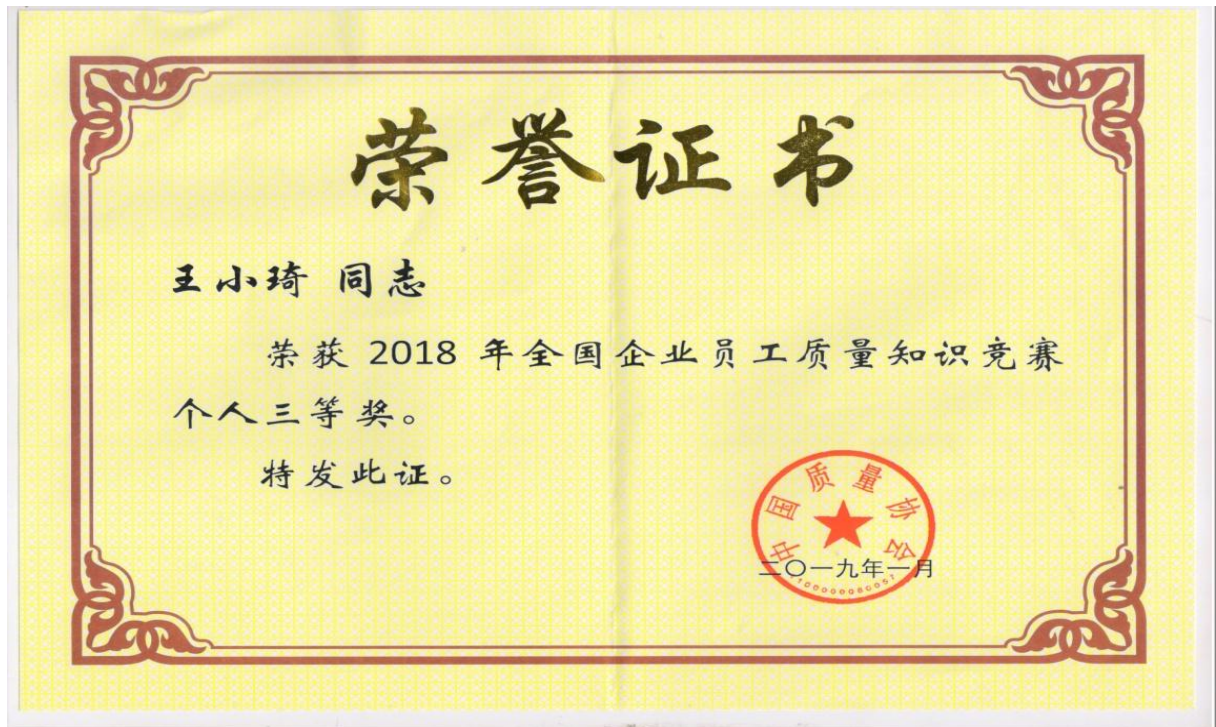 荣誉证书
王小琦 同志
荣获 2018 年全国企业员工质量知识竞赛
个人三等奖。
特发此证。
中国质量协会
二〇一九年一月